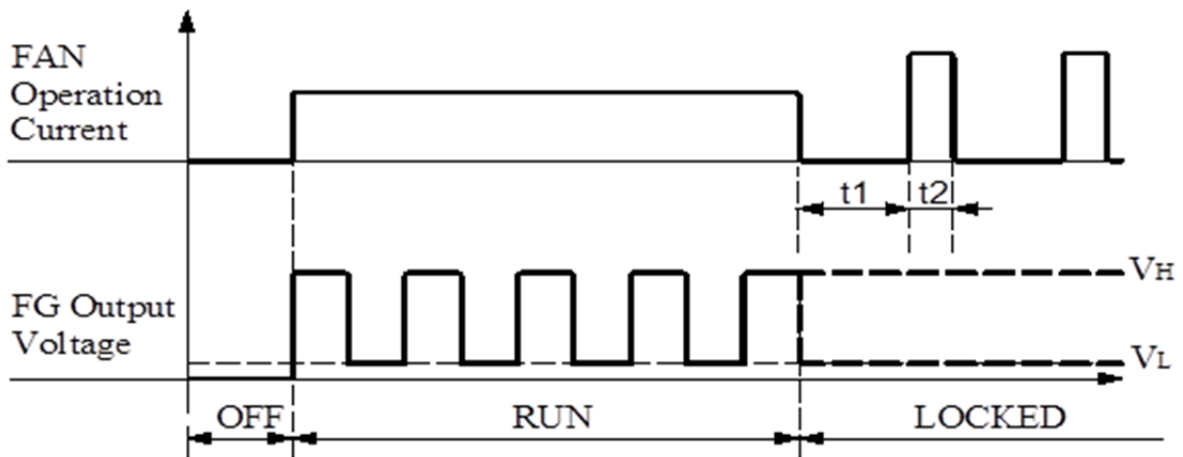 FAN
Operation
Current
t1
t2
VH
FG Output
Voltage
VL
OFF
RUN
LOCKED